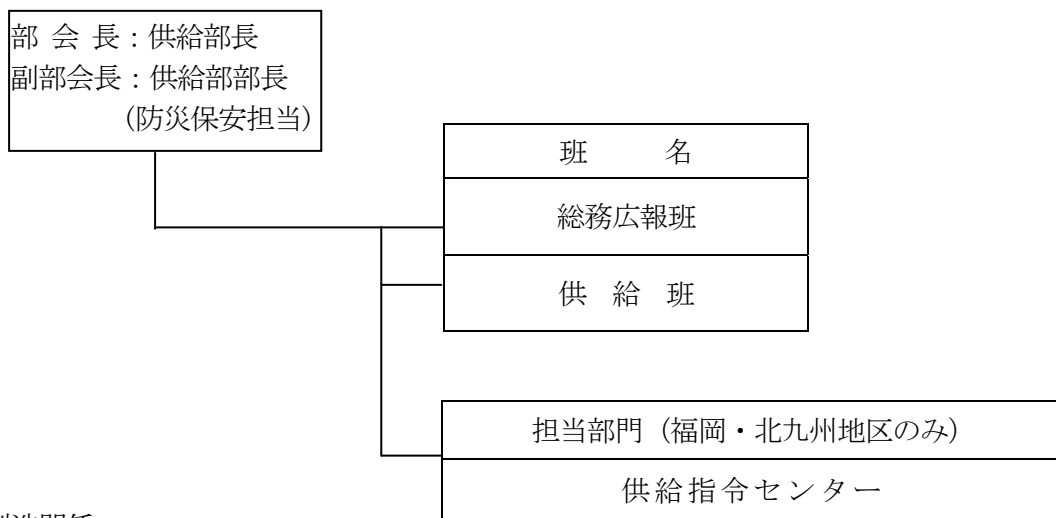 部 会 長:供給部長
副部会長:供給部部長
(防災保安担当)
班 名
総務広報班
供 給 班
担当部門(福岡・北九州地区のみ)
供給指令センター